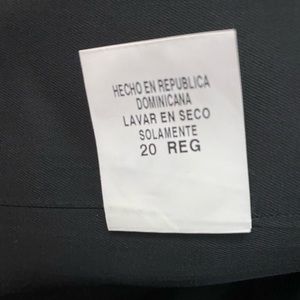 HECHO EN REPUBLICA
DOMINICANA
LAVAR EN SECO
SOLAMENTE
20 REG